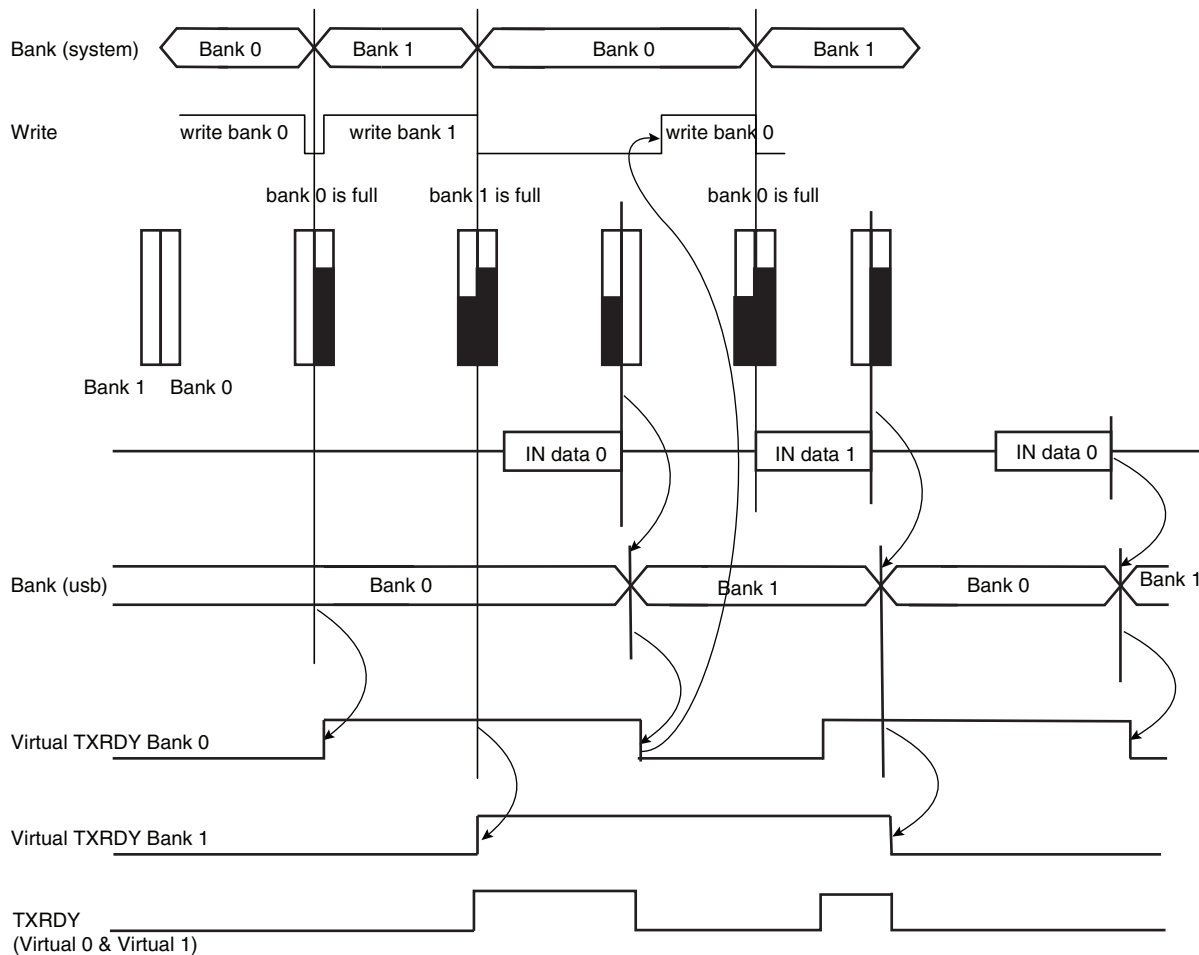 Bank (system)
Bank 0
Bank 1
Bank 0
Bank 1
Write
write bank 0
write bank 1
write bank 0
bank 0 is full
bank 1 is full
bank 0 is full
Bank 1
Bank 0
IN data 0
IN data 1
IN data 0
Bank (usb)
Bank 0
Bank 1
Bank 0
Bank 1
Virtual TXRDY Bank 0
Virtual TXRDY Bank 1
TXRDY
(Virtual 0 & Virtual 1)